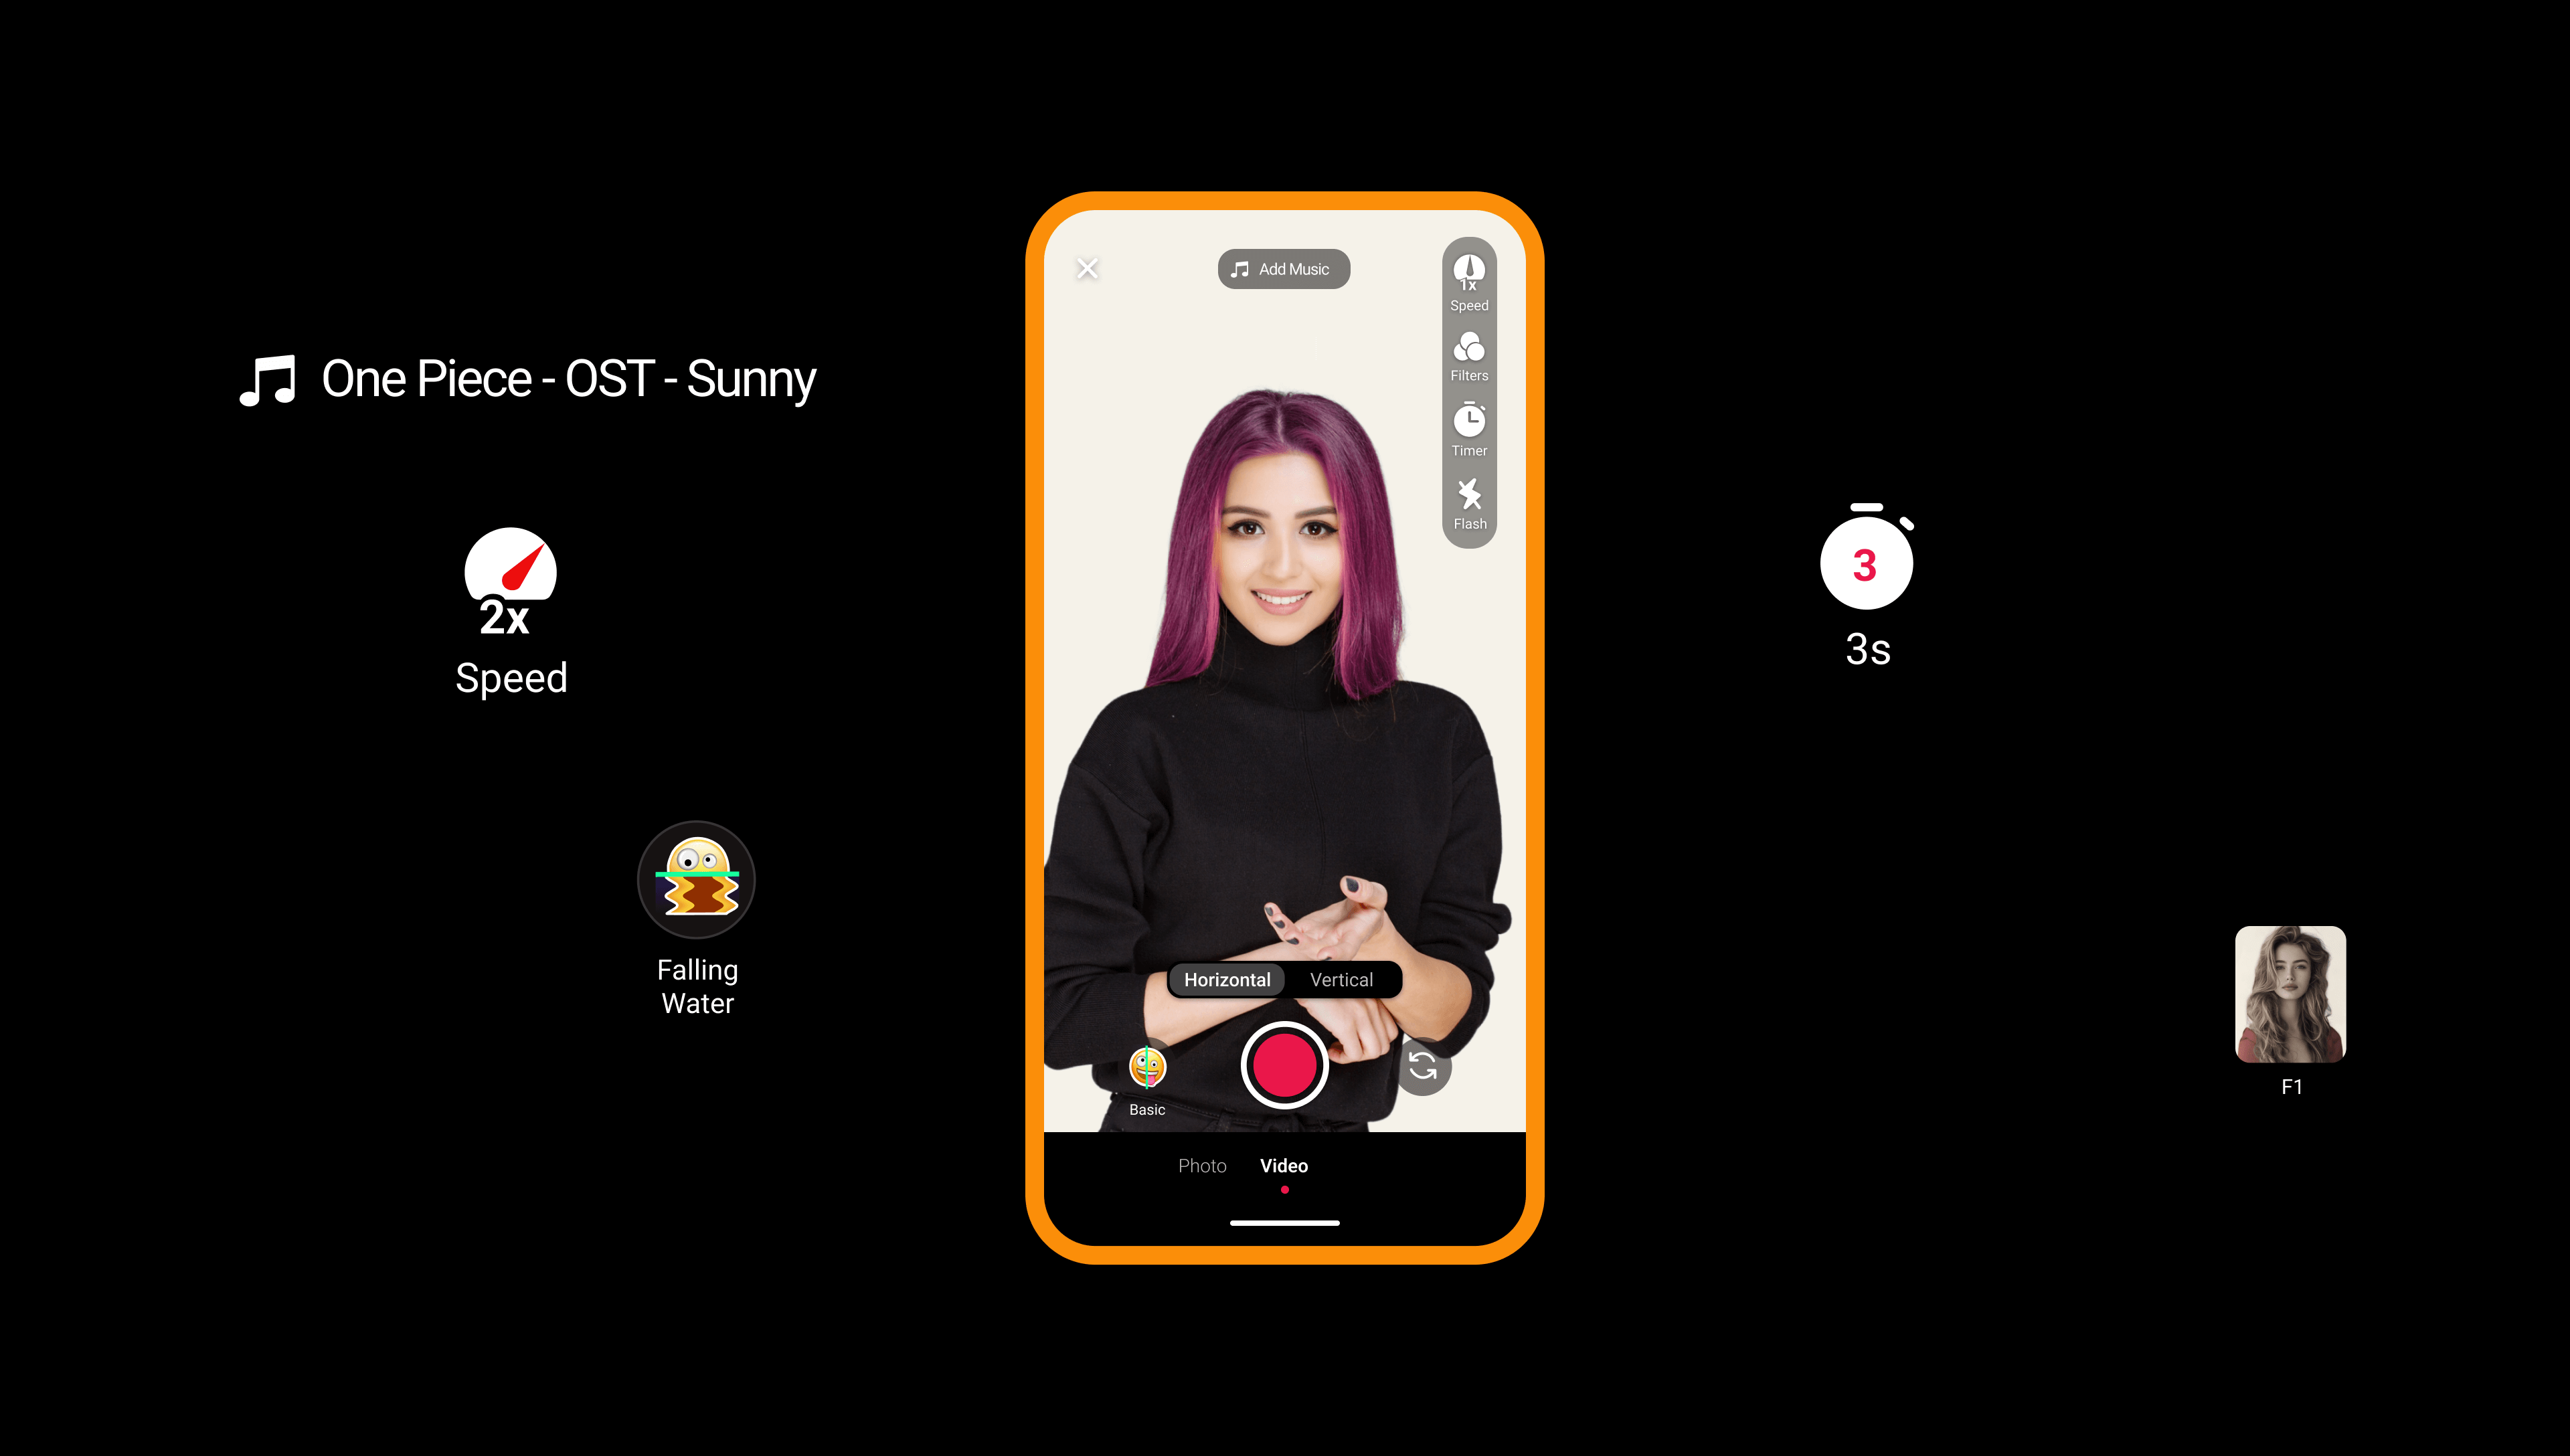 One Piece - OST - Sunny
2x
Speed
Falling
Water
Add Music
1x
Speed
Filters
Timer
Flash
Horizontal
Vertical
Basic
Photo
Video
3
3s
F1